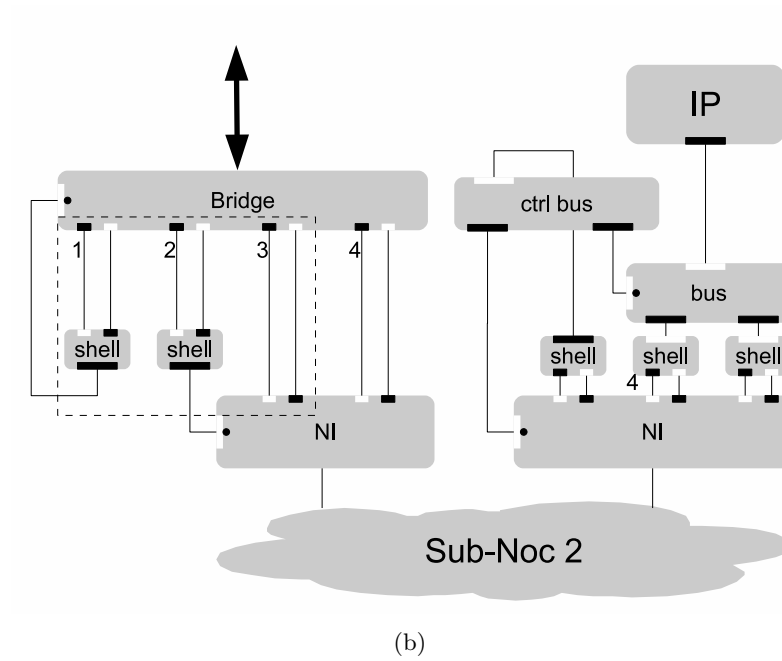 IP
Bridge
ctrl bus
1
2
3
4
bus
shell
shell
shell
shell
shell
4
NI
NI
Sub-Noc 2
(b)